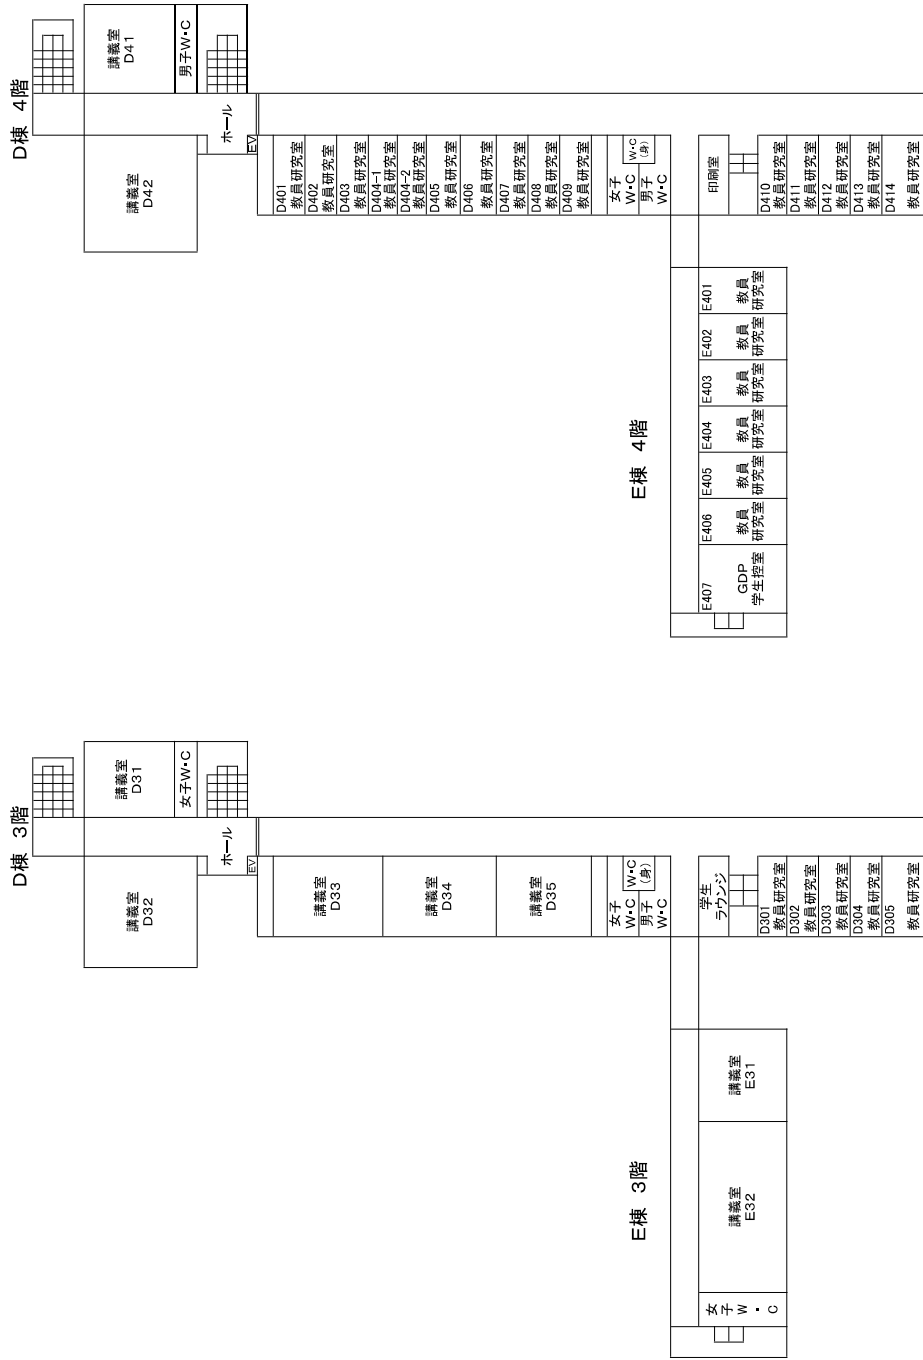 D棟 4階
講義室
D41
男子W・C
講義室
D42
ホール
EV
D401
教員研究室
D402
教員研究室
D403
教員研究室
D404-1
教員研究室
D404-2
教員研究室
D405
教員研究室
D406
教員研究室
D407
教員研究室
D408
教員研究室
D409
教員研究室
女子
W・C
男子
W・C
W・C
(身)
印刷室
D410
教員研究室
D411
教員研究室
D412
教員研究室
D413
教員研究室
D414
教員研究室
E棟 4階
E401
教員
研究室
E402
教員
研究室
E403
教員
研究室
E404
教員
研究室
E405
教員
研究室
E406
教員
研究室
E407
GDP
学生控室
D棟 3階
講義室
D31
女子W・C
講義室
D32
ホール
EV
講義室
D33
講義室
D34
講義室
D35
女子
W・C
男子
W・C
W・C
(身)
学生
ラウンジ
D301
教員研究室
D302
教員研究室
D303
教員研究室
D304
教員研究室
D305
教員研究室
E棟 3階
講義室
E31
講義室
E32
女子W・C